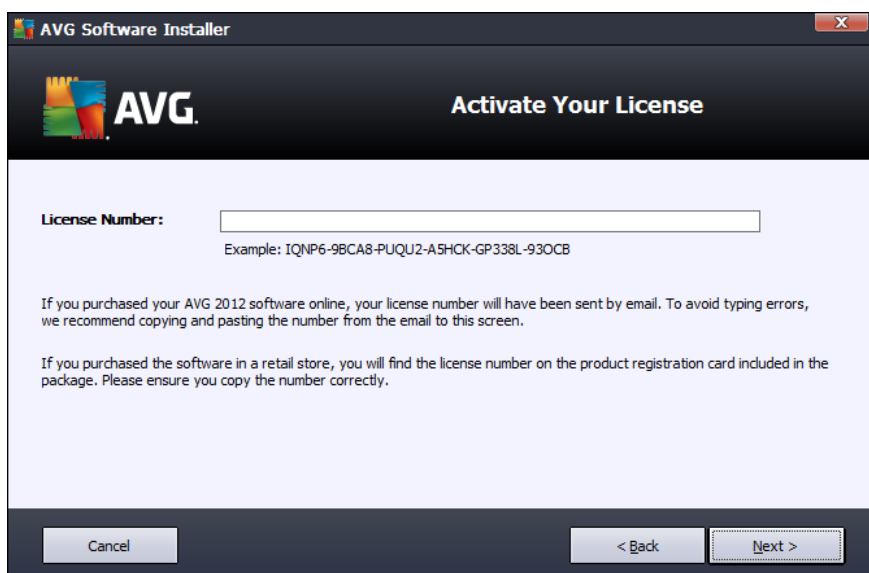 AVG Software Installer
X
AVG.
Activate Your License
License Number:
Example: IQNP6-9BCA8-PUQU2-A5HCK-GP338L-93OCB
If you purchased your AVG 2012 software online, your license number will have been sent by email. To avoid typing errors,
we recommend copying and pasting the number from the email to this screen.
If you purchased the software in a retail store, you will find the license number on the product registration card included in the
package. Please ensure you copy the number correctly.
Cancel
< Back
Next >